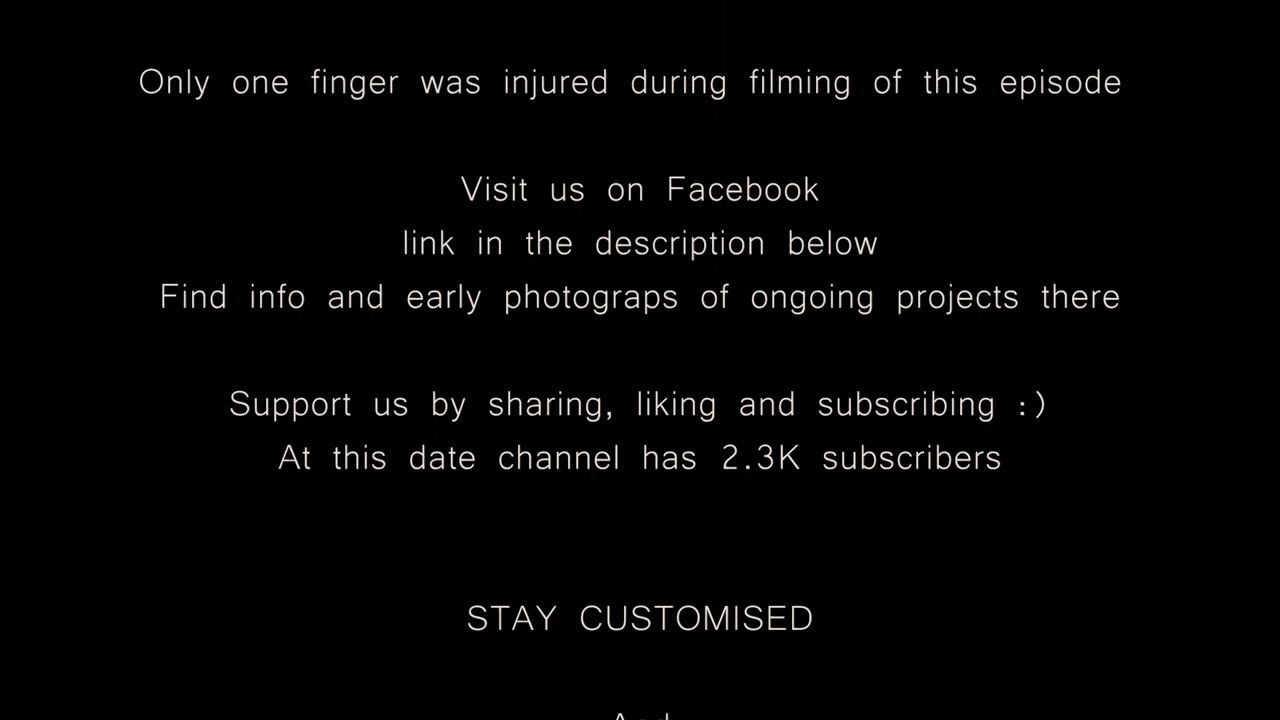 Only one finger was injured during filming of this episode
Visit us on Facebook
link in the description below
Find info and early photograps of ongoing projects there
Support us by sharing, liking and subscribing :)
At this date channel has 2.3K subscribers
STAY CUSTOMISED
And